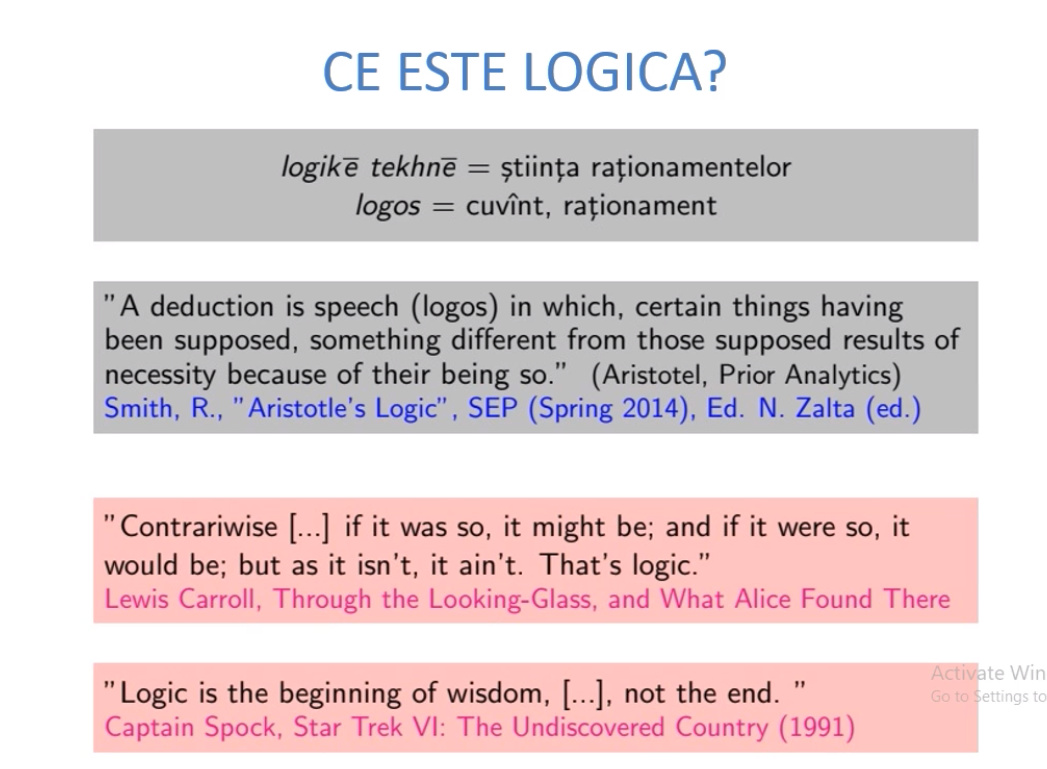 CE ESTE LOGICA?
logikē tekhnē = știința raționamentelor
logos = cuvînt, raționament
"A deduction is speech (logos) in which, certain things having
been supposed, something different from those supposed results of
necessity because of their being so." (Aristotel, Prior Analytics)
Smith, R., "Aristotle's Logic", SEP (Spring 2014), Ed. N. Zalta (ed.)
"Contrariwise [...] if it was so, it might be; and if it were so, it
would be; but as it isn't, it ain't. That's logic."
Lewis Carroll, Through the Looking-Glass, and What Alice Found There
"Logic is the beginning of wisdom, [...], not the end. "
Captain Spock, Star Trek VI: The Undiscovered Country (1991)
Activate Win
Go to Settings to